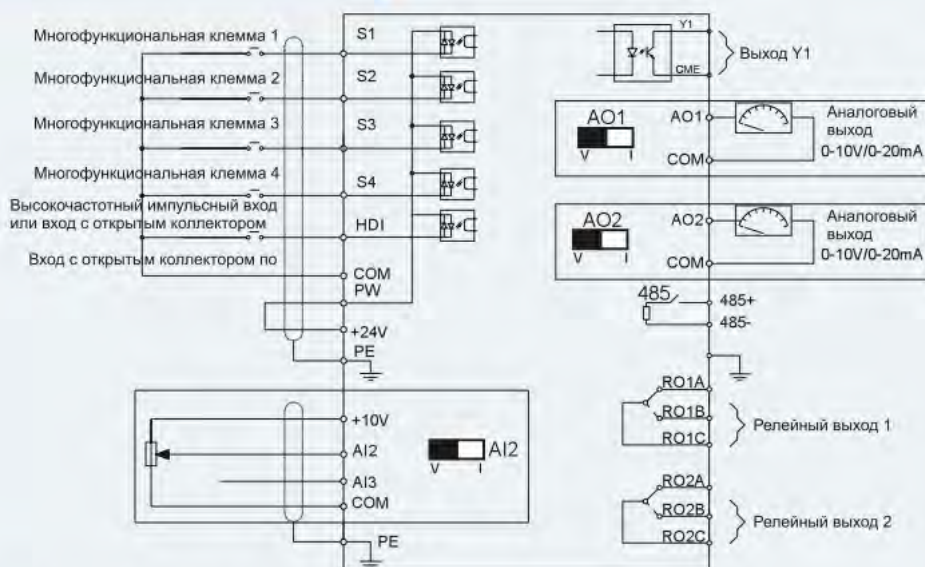 Многофункциональная клемма 1
S1
Многофункциональная клемма 2
S2
Многофункциональная клемма 3
S3
Многофункциональная клемма 4
S4
Высокочастотный импульсный вход
или вход с открытым коллектором
HDI
Вход с открытым коллектором по
COM
PW
+24V
PE
+10V
AI2
AI3
COM
V I
AI2
PE
Y1
CME
Выход Y1
AO1
V I
AO1
COM
Аналоговый
выход
0-10V/0-20mA
AO2
V I
AO2
COM
Аналоговый
выход
0-10V/0-20mA
485
485+
485-
RO1A
RO1B
RO1C
Релейный выход 1
RO2A
RO2B
RO2C
Релейный выход 2